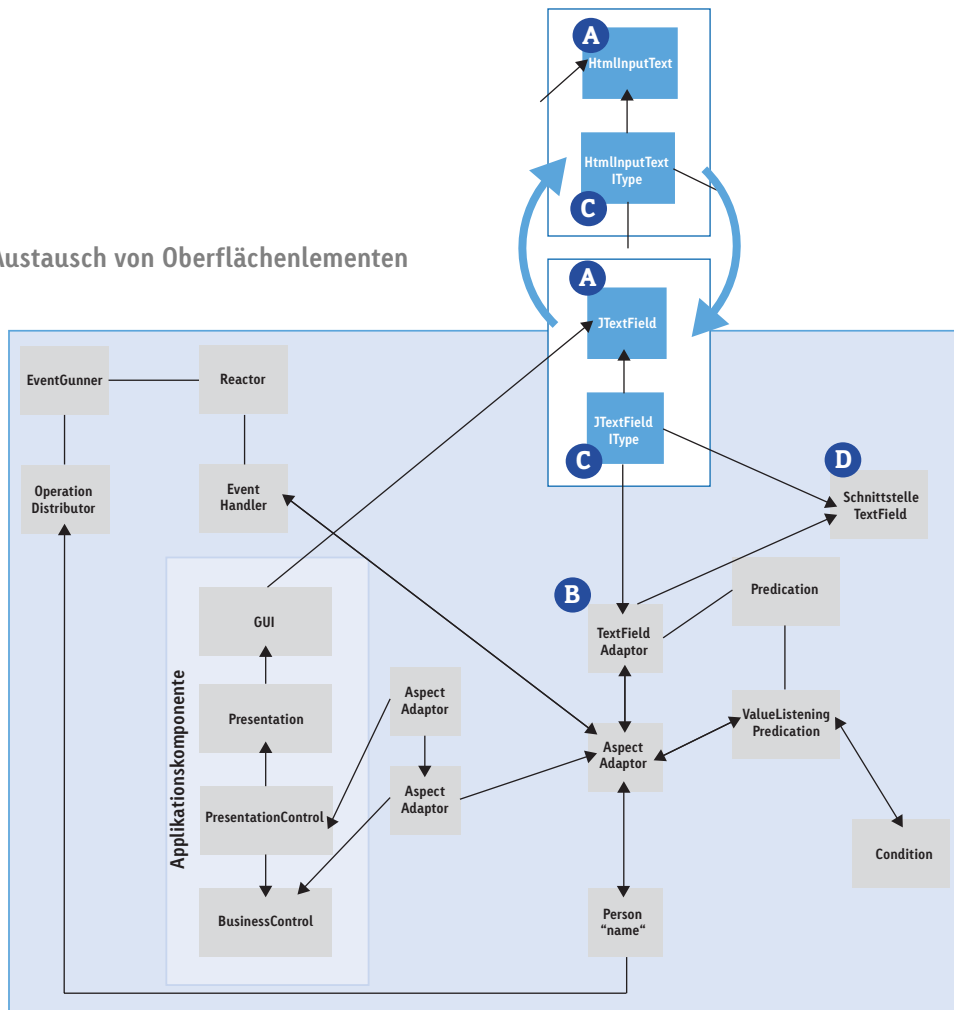 A
HtmlInputText
HtmlInputText
IType
C
Austausch von Oberflächenlementen
A
JTextField
EventGunner
Reactor
JTextField
IType
C
D
Operation
Distributor
Event
Handler
Schnittstelle
TextField
B
Predication
GUI
TextField
Adaptor
Applikationskomponente
Aspect
Adaptor
Presentation
ValueListening
Predication
Aspect
Adaptor
Aspect
Adaptor
PresentationControl
Condition
BusinessControl
Person
“name“